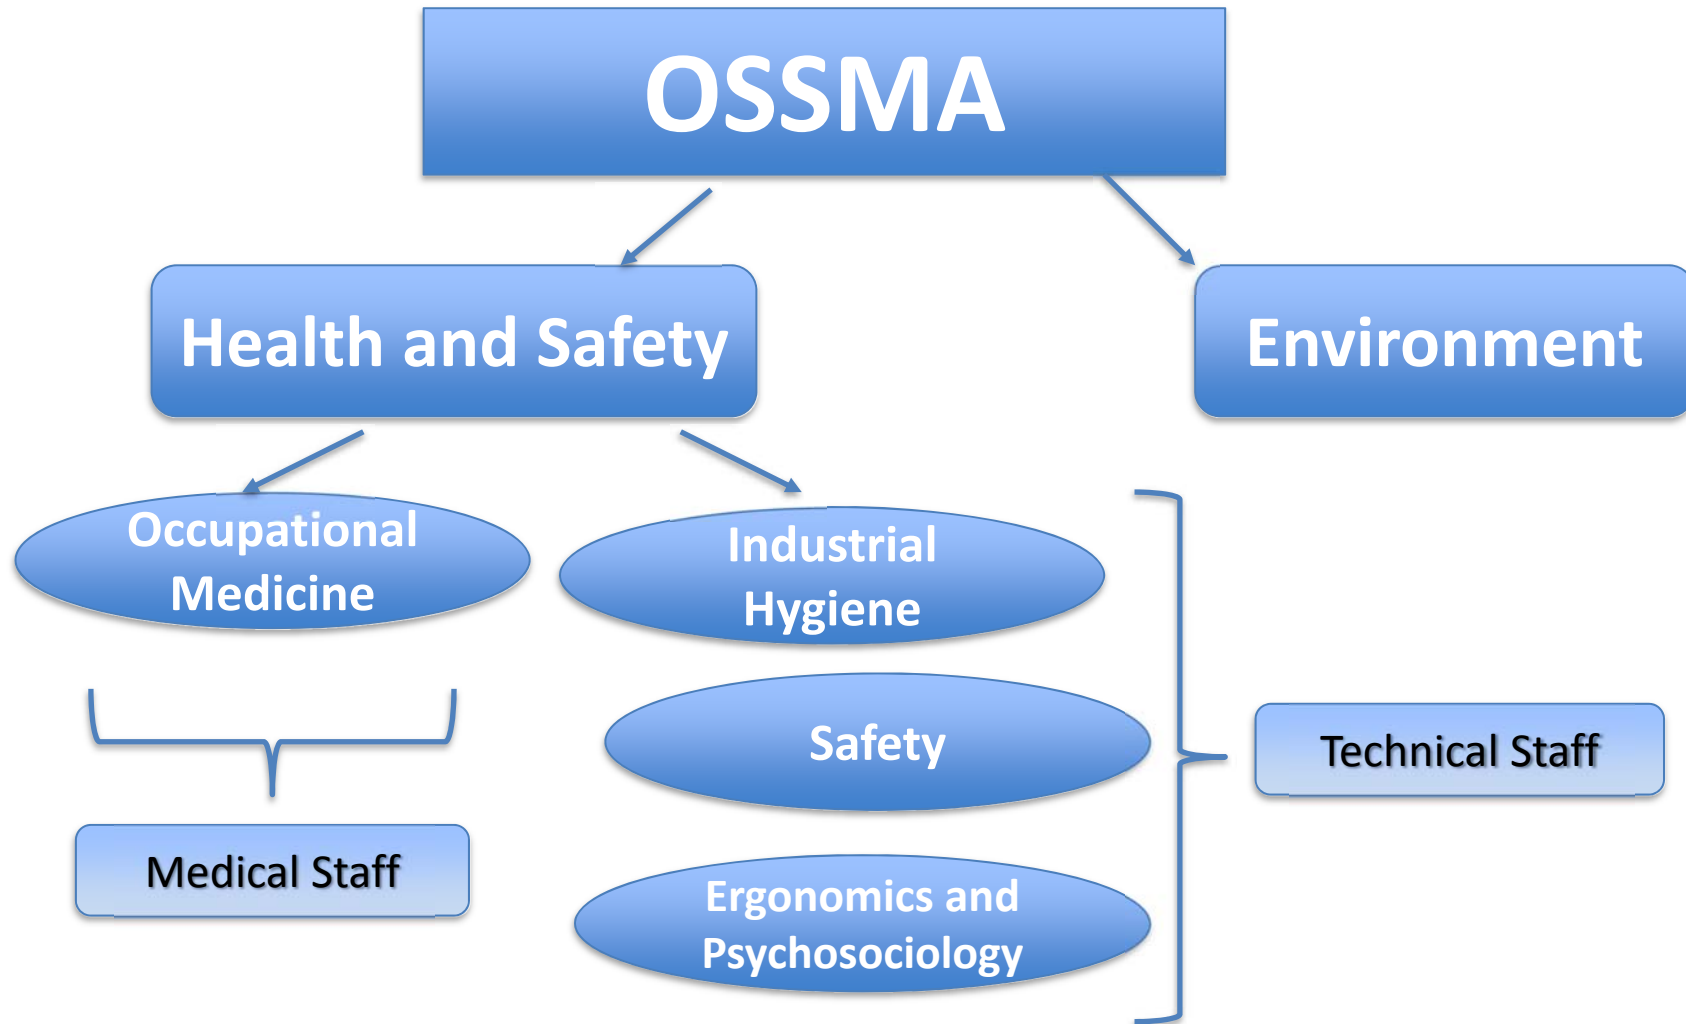 OSSMA
Health and Safety
Environment
Occupational
Medicine
Industrial
Hygiene
Safety
Technical Staff
Medical Staff
Ergonomics and
Psychosociology